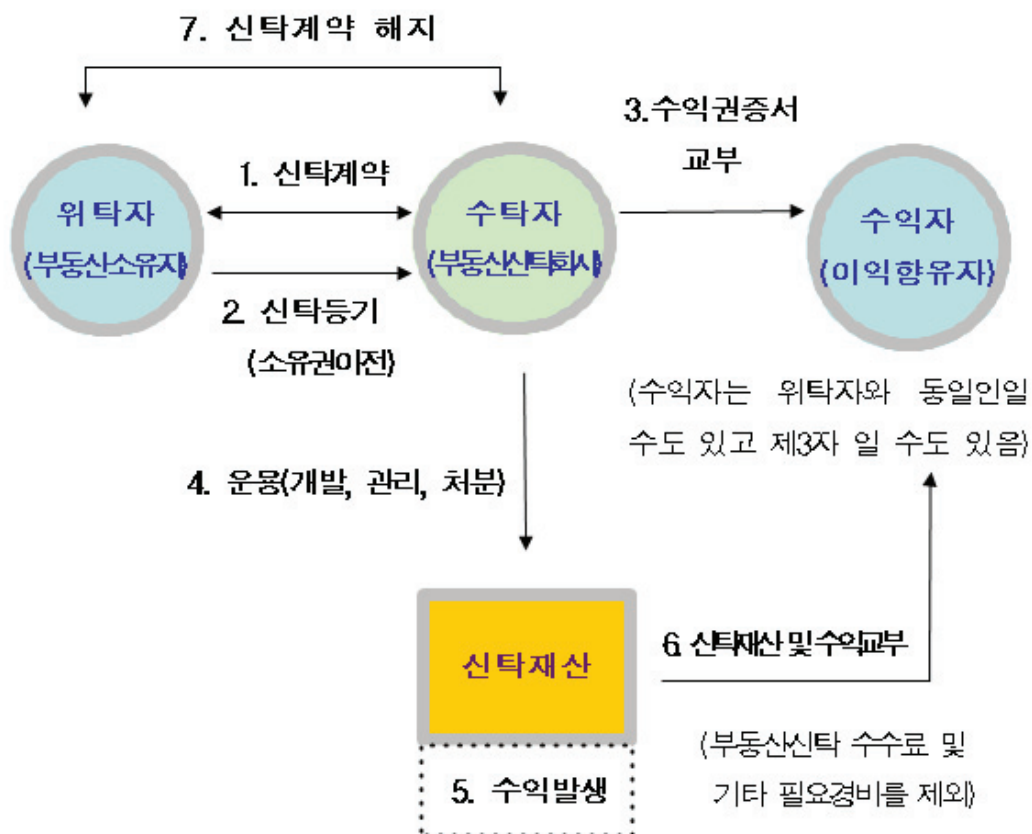 7. 신탁계약 해지
3.수익권증서
교부
1. 신탁계약
위탁자
(부동산소유자)
수탁자
(부동산신탁회사)
수익자
(이익향유자)
2. 신탁등기
(소유권이전)
(수익자는 위탁자와 동일인일
수도 있고 제3자 일 수도 있음)
4. 운용(개발, 관리, 처분)
신탁재산
6. 신탁재산 및 수익교부
(부동산신탁 수수료 및
기타 필요경비를 제외)
5. 수익발생